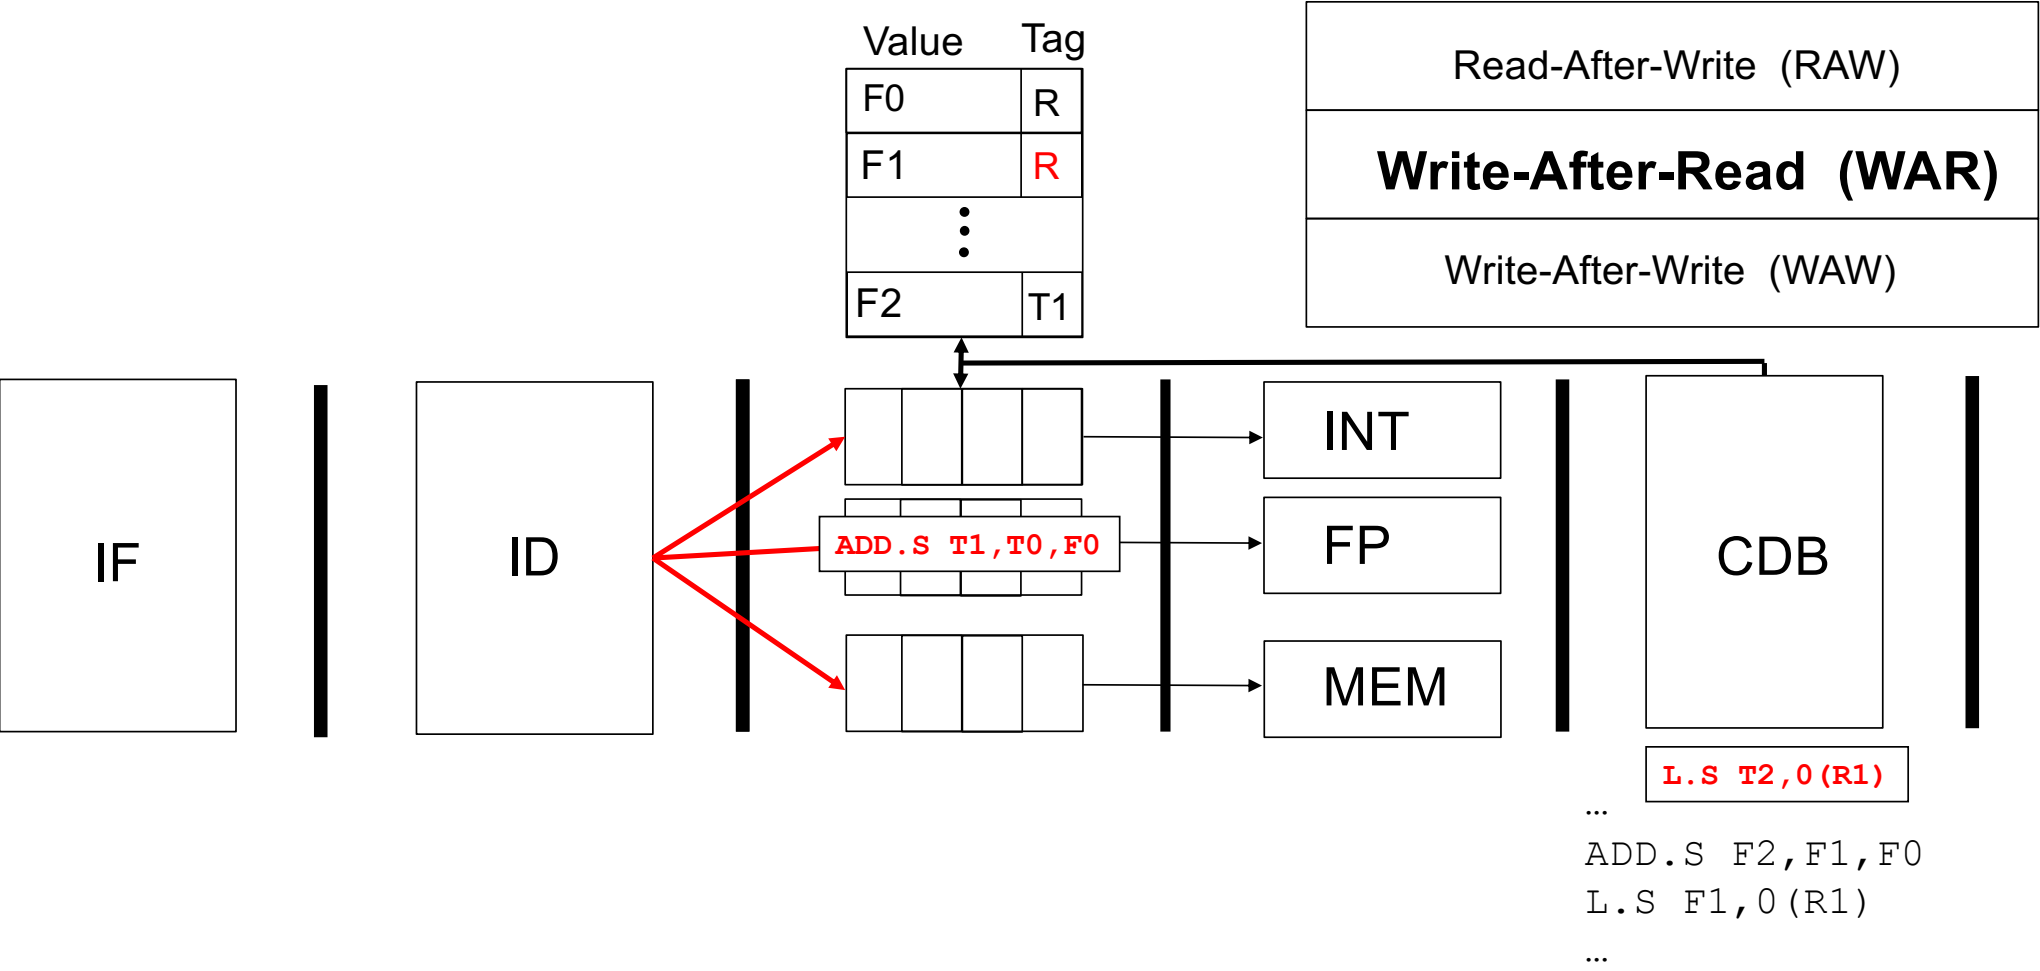 Value Tag
F0 R
F1 R
F2 T1
Read-After-Write (RAW)
Write-After-Read (WAR)
Write-After-Write (WAW)
IF
ID
ADD.S T1,T0,F0
INT
FP
MEM
CDB
L.S T2,0(R1)
…
ADD.S F2,F1,F0
L.S F1,0(R1)
…